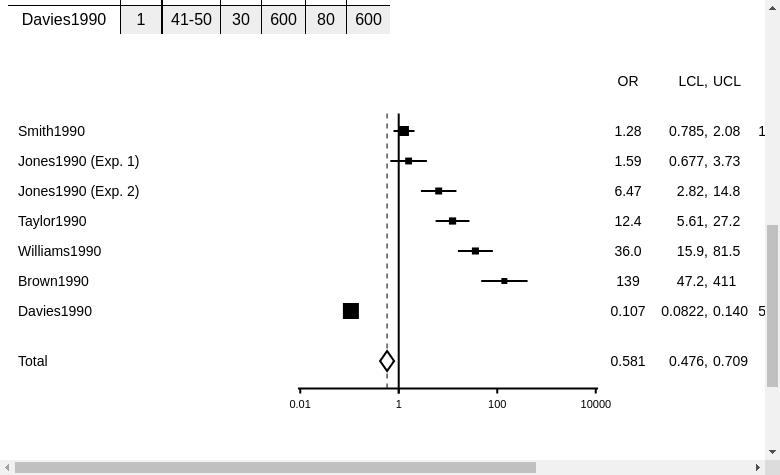 Davies1990 1 41-50 30 600 80 600
OR LCL, UCL
Smith1990 1.28 0.785, 2.08 1
Jones1990 (Exp. 1) 1.59 0.677, 3.73
Jones1990 (Exp. 2) 6.47 2.82, 14.8
Taylor1990 12.4 5.61, 27.2
Williams1990 36.0 15.9, 81.5
Brown1990 139 47.2, 411
Davies1990 0.107 0.0822, 0.140 5
Total 0.581 0.476, 0.709
0.01 1 100 10000